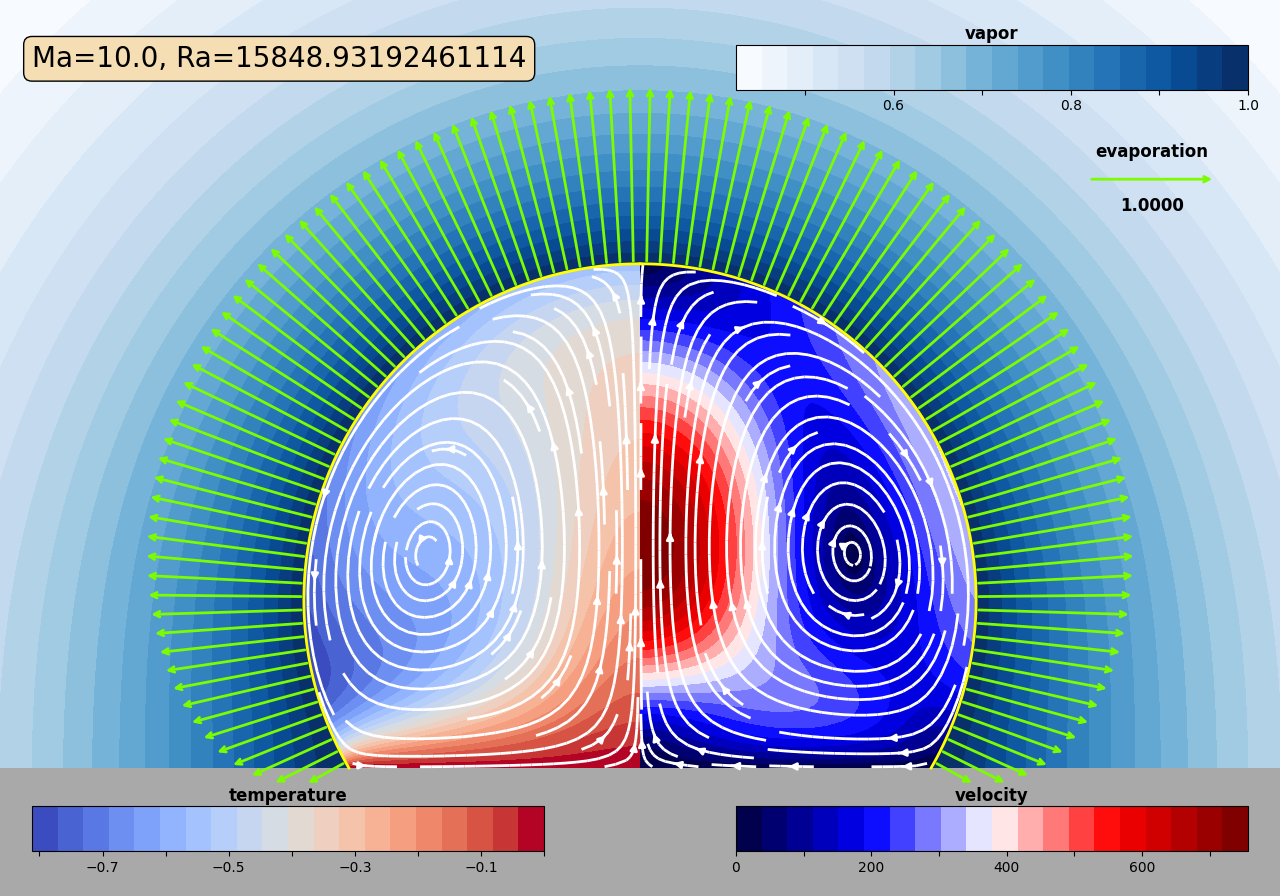 Ma=10.0, Ra=15848.93192461114
vapor
0.6 0.8 1.0
evaporation
1.0000
temperature
−0.7 −0.5 −0.3 −0.1
velocity
0 200 400 600